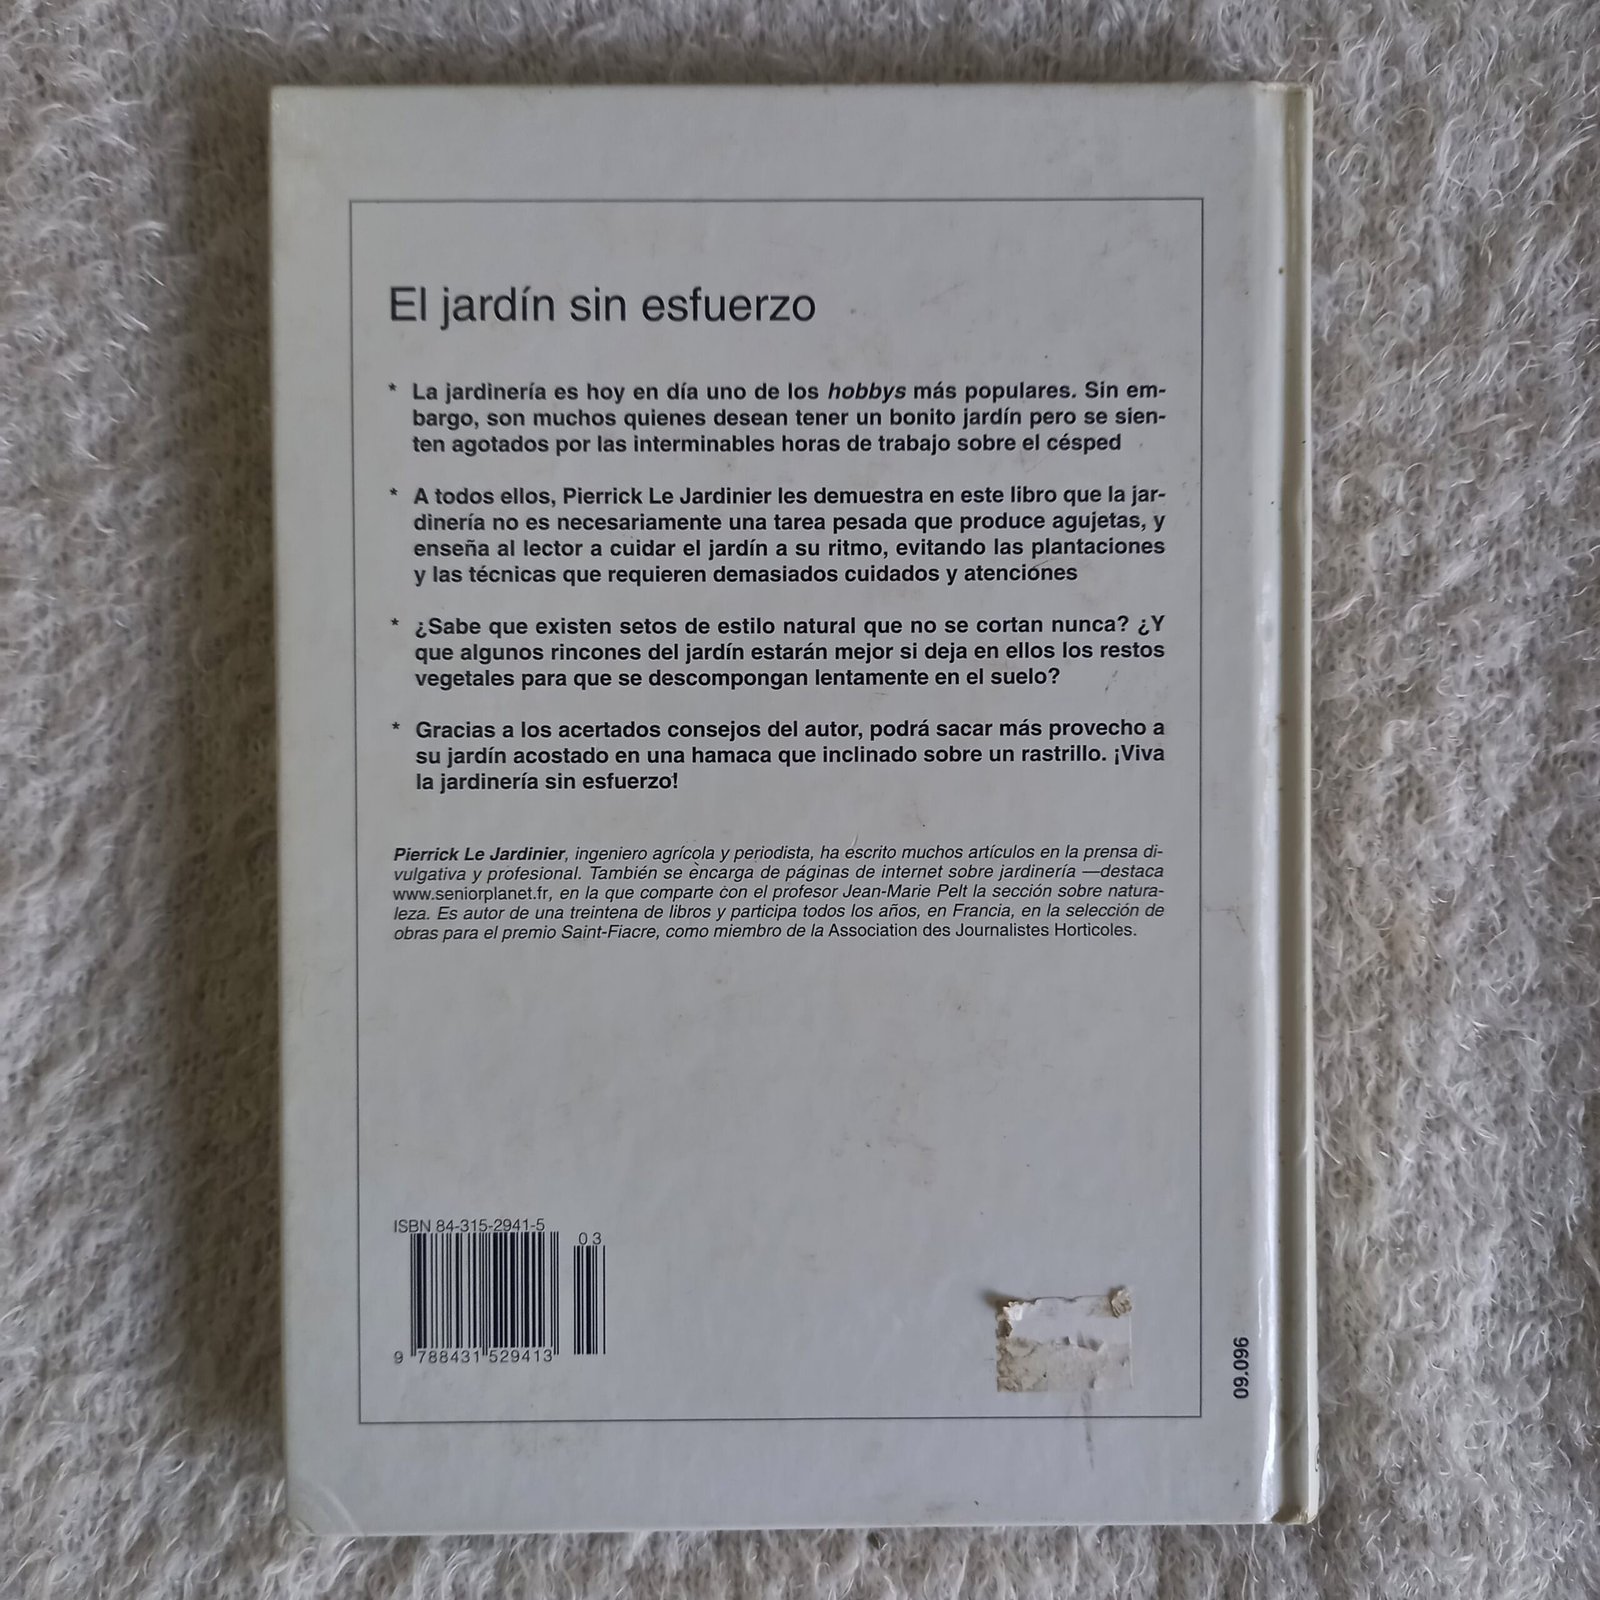 El jardín sin esfuerzo
* La jardinería es hoy en día uno de los hobbys más populares. Sin em-
bargo, son muchos quienes desean tener un bonito jardín pero se sien-
ten agotados por las interminables horas de trabajo sobre el césped
* A todos ellos, Pierrick Le Jardinier les demuestra en este libro que la jar-
dinería no es necesariamente una tarea pesada que produce agujetas, y
enseña al lector a cuidar el jardín a su ritmo, evitando las plantaciones
y las técnicas que requieren demasiados cuidados y atenciones
* ¿Sabe que existen setos de estilo natural que no se cortan nunca? ¿Y
que algunos rincones del jardín estarán mejor si deja en ellos los restos
vegetales para que se descompongan lentamente en el suelo?
* Gracias a los acertados consejos del autor, podrá sacar más provecho a
su jardín acostado en una hamaca que inclinado sobre un rastrillo. ¡Viva
la jardinería sin esfuerzo!
Pierrick Le Jardinier, ingeniero agrícola y periodista, ha escrito muchos artículos en la prensa di-
vulgativa y profesional. También se encarga de páginas de internet sobre jardinería —destaca
www.seniorplanet.fr, en la que comparte con el profesor Jean-Marie Pelt la sección sobre natura-
leza. Es autor de una treintena de libros y participa todos los años, en Francia, en la selección de
obras para el premio Saint-Fiacre, como miembro de la Association des Journalistes Horticoles.
ISBN 84-315-2941-5
03
9 788431 529413
09.096